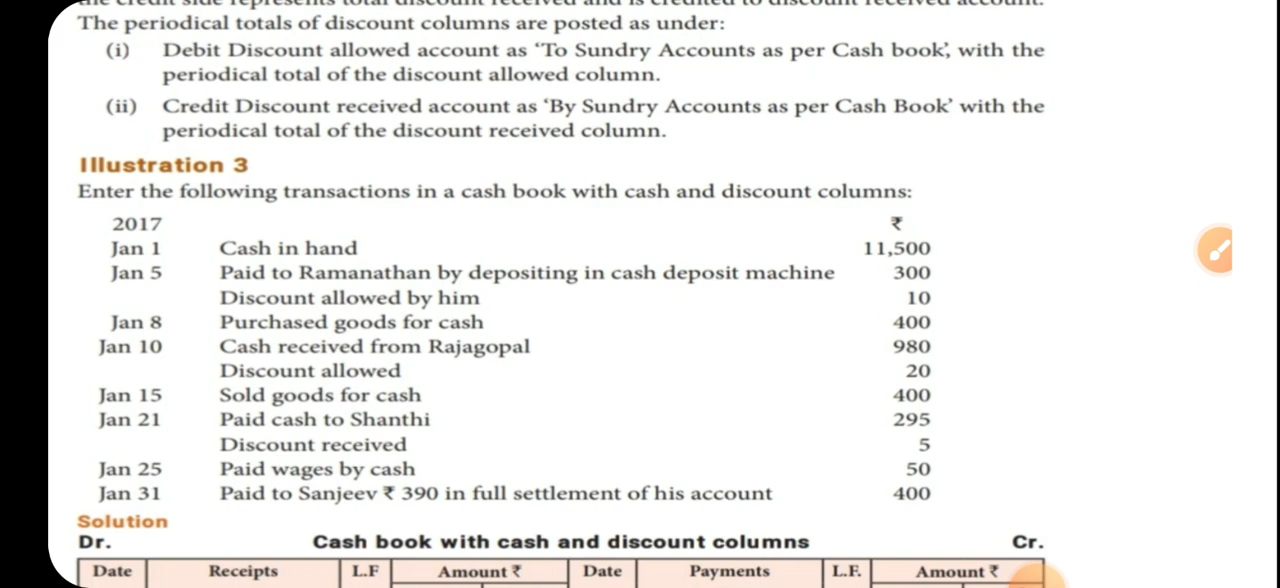 The periodical totals of discount columns are posted as under:
(i) Debit Discount allowed account as ‘To Sundry Accounts as per Cash book’, with the
periodical total of the discount allowed column.
(ii) Credit Discount received account as ‘By Sundry Accounts as per Cash Book’ with the
periodical total of the discount received column.
Illustration 3
Enter the following transactions in a cash book with cash and discount columns:
2017 ₹
Jan 1 Cash in hand 11,500
Jan 5 Paid to Ramanathan by depositing in cash deposit machine 300
Discount allowed by him 10
Jan 8 Purchased goods for cash 400
Jan 10 Cash received from Rajagopal 980
Discount allowed 20
Jan 15 Sold goods for cash 400
Jan 21 Paid cash to Shanthi 295
Discount received 5
Jan 25 Paid wages by cash 50
Jan 31 Paid to Sanjeev ₹ 390 in full settlement of his account 400
Solution
Dr. Cash book with cash and discount columns Cr.
Date Receipts L.F Amount ₹ Date Payments L.F. Amount ₹